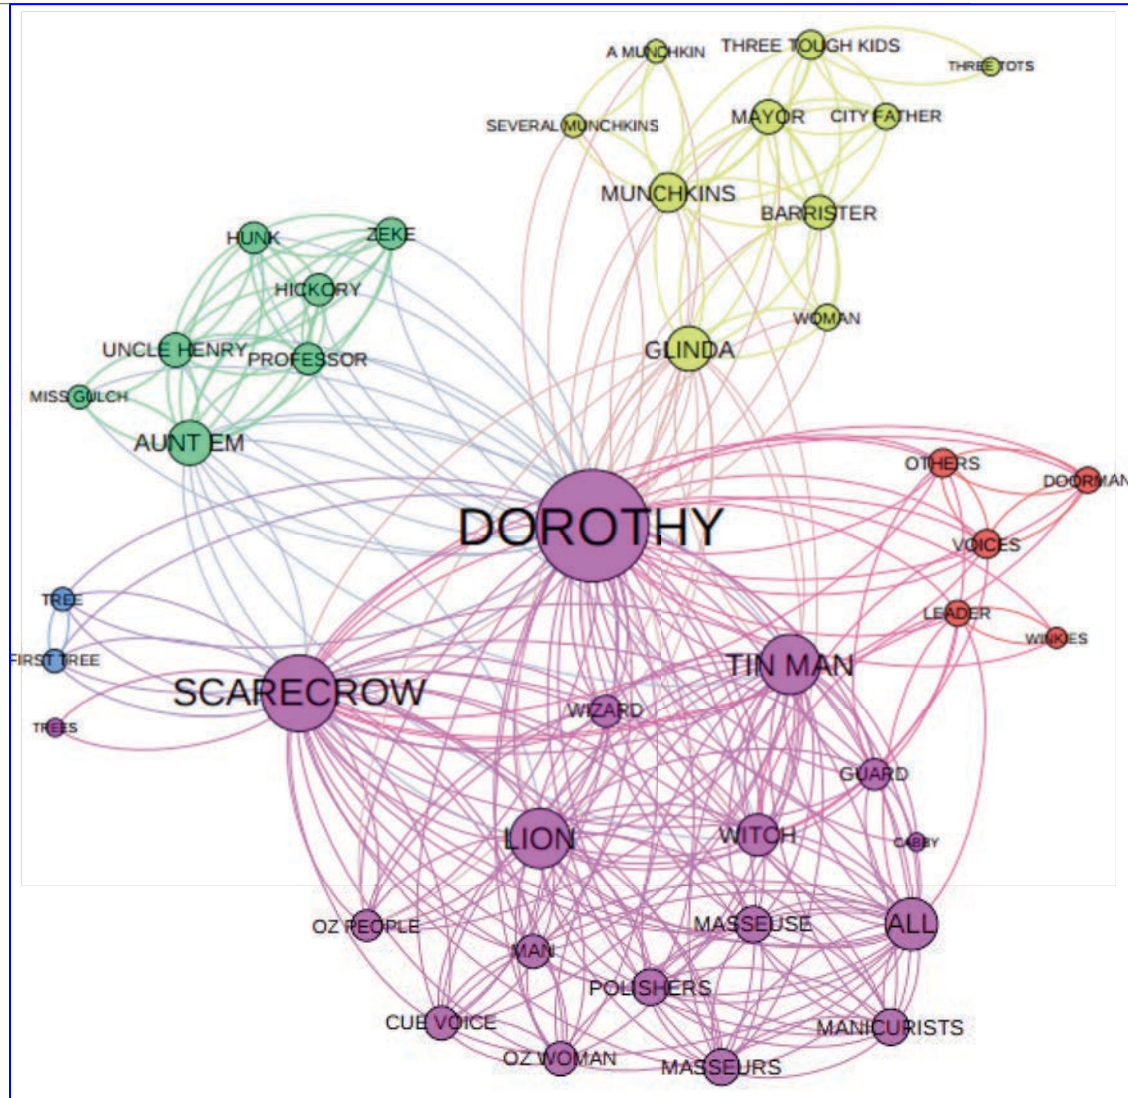 A MUNCHKIN
THREE TOUGH KIDS
THREE TOTS
SEVERAL MUNCHKINS
MAYOR
CITY FATHER
MUNCHKINS
BARRISTER
HUNK
ZEKE
HICKORY
WOMAN
UNCLE HENRY
PROFESSOR
GLINDA
MISS GULCH
AUNT EM
OTHERS
DOORMAN
DOROTHY
VOICES
TREE
LEADER
WINKIES
FIRST TREE
TIN MAN
SCARECROW
WIZARD
TREES
GUARD
LION
WITCH
CABBY
OZ PEOPLE
MASSEUSE
ALL
MAN
POLISHERS
CUE VOICE
MANICURISTS
OZ WOMAN
MASSEURS